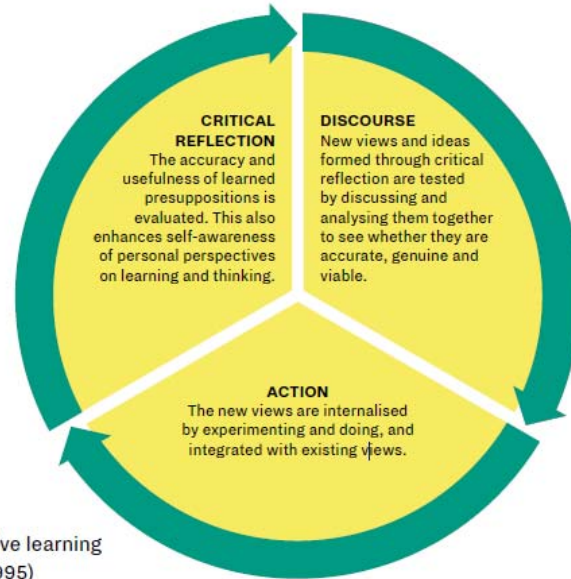 CRITICAL
REFLECTION
The accuracy and
usefulness of learned
presuppositions is
evaluated. This also
enhances self-awareness
of personal perspectives
on learning and thinking.
DISCOURSE
New views and ideas
formed through critical
reflection are tested
by discussing and
analysing them together
to see whether they are
accurate, genuine and
viable.
ACTION
The new views are internalised
by experimenting and doing, and
integrated with existing views.
ve learning
995)